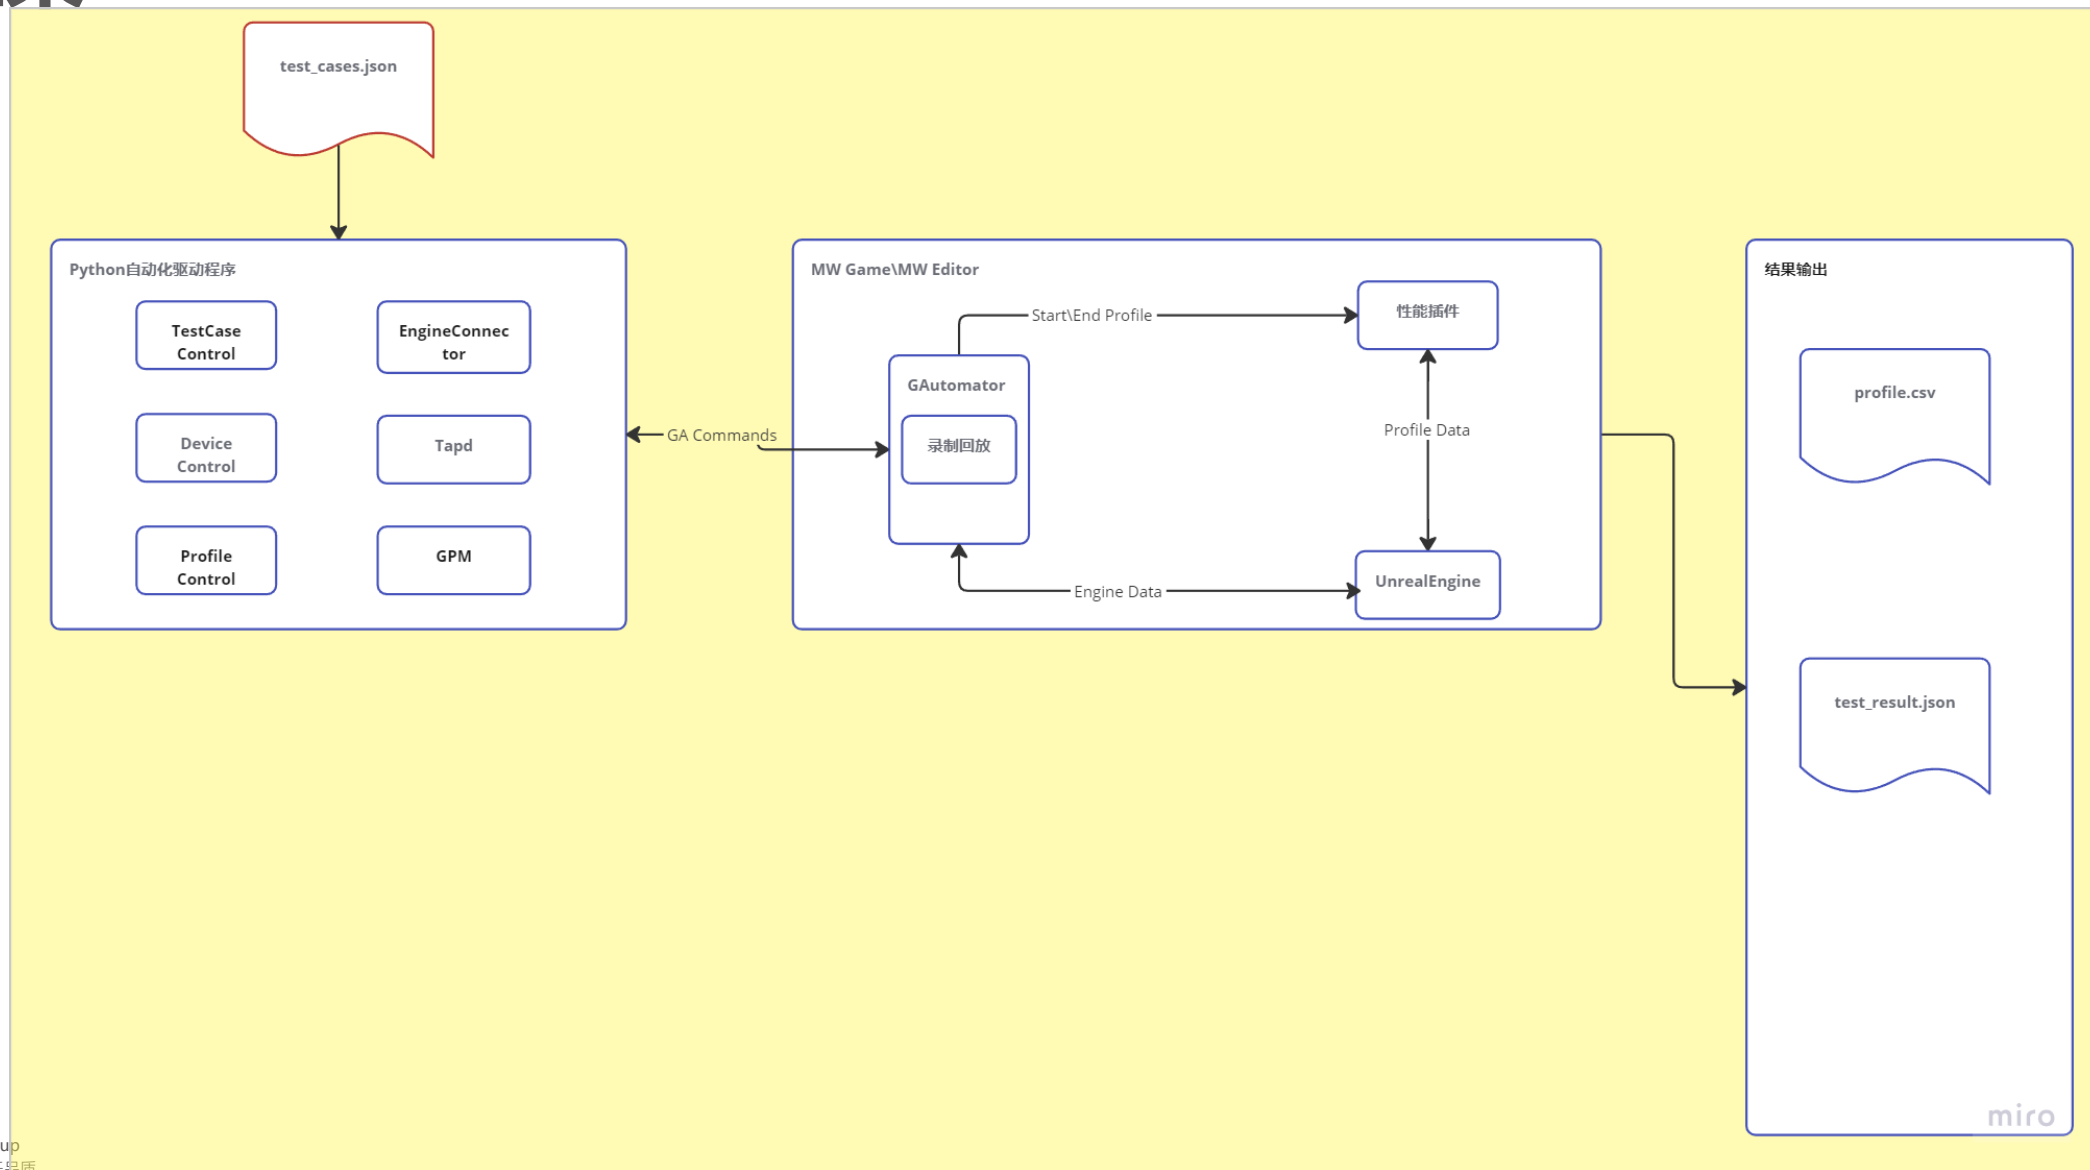 test_cases.json
Python自动化驱动程序
TestCase
Control
EngineConnec
tor
Device
Control
Tapd
Profile
Control
GPM
GA Commands
MW Game\MW Editor
Start\End Profile
性能插件
GAutomator
录制回放
Profile Data
Engine Data
UnrealEngine
结果输出
profile.csv
test_result.json
miro
up